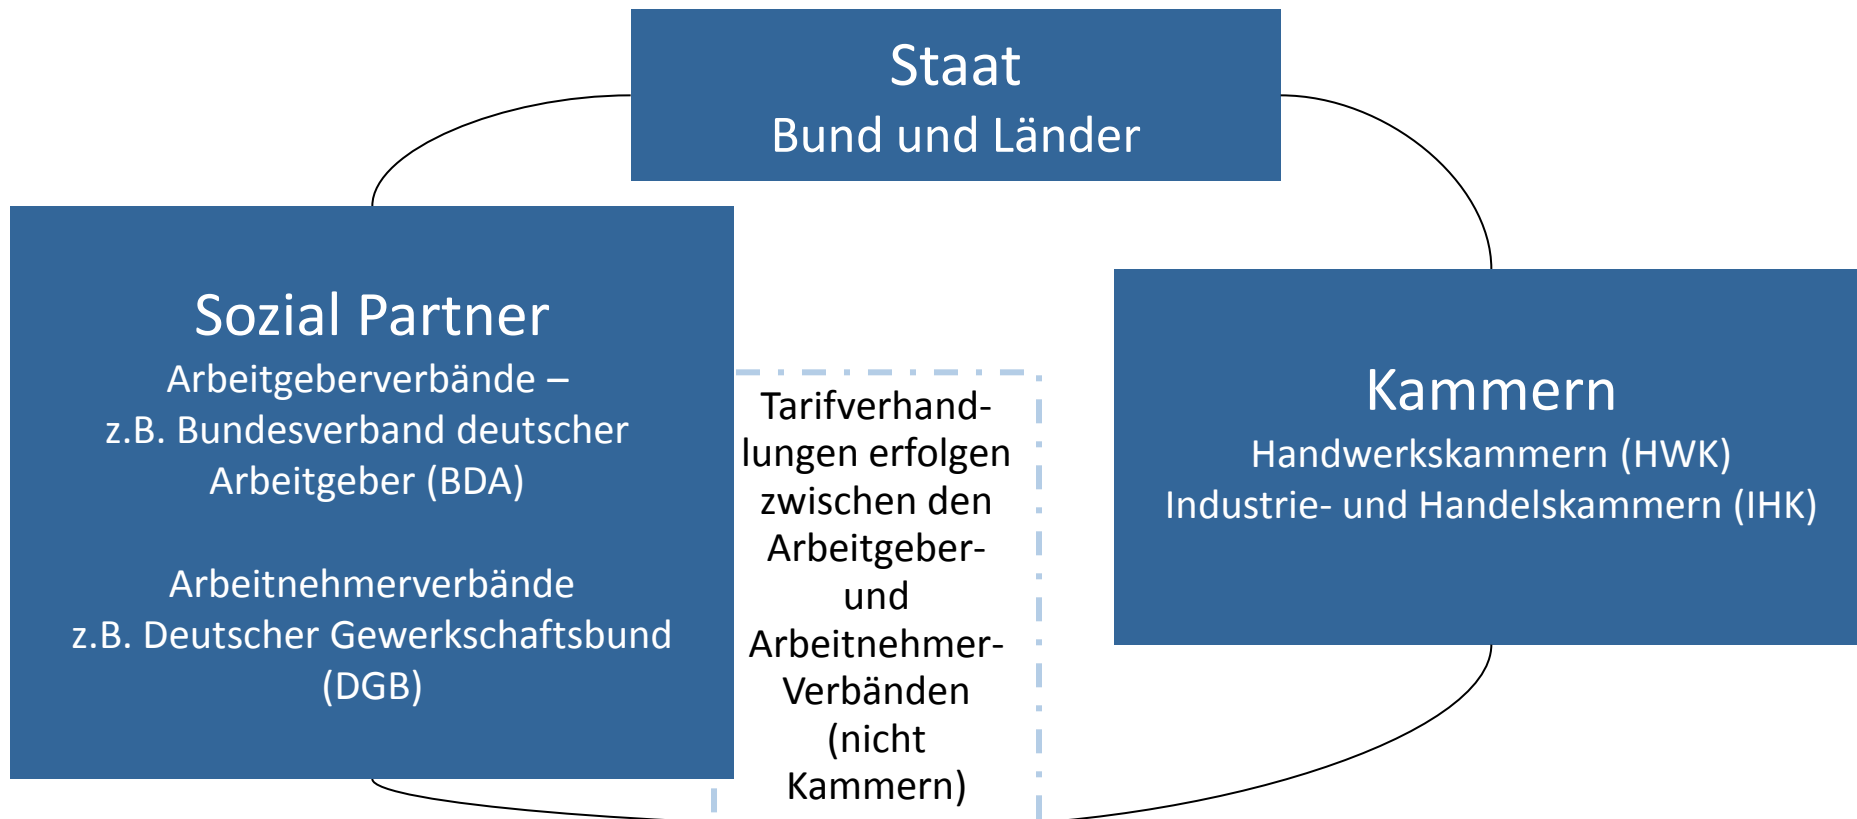 Staat
Bund und Länder
Sozial Partner
Arbeitgeberverbände –
z.B. Bundesverband deutscher
Arbeitgeber (BDA)
Arbeitnehmerverbände
z.B. Deutscher Gewerkschaftsbund
(DGB)
Tarifverhand-
lungen erfolgen
zwischen den
Arbeitgeber-
und
Arbeitnehmer-
Verbänden
(nicht
Kammern)
Kammern
Handwerkskammern (HWK)
Industrie- und Handelskammern (IHK)